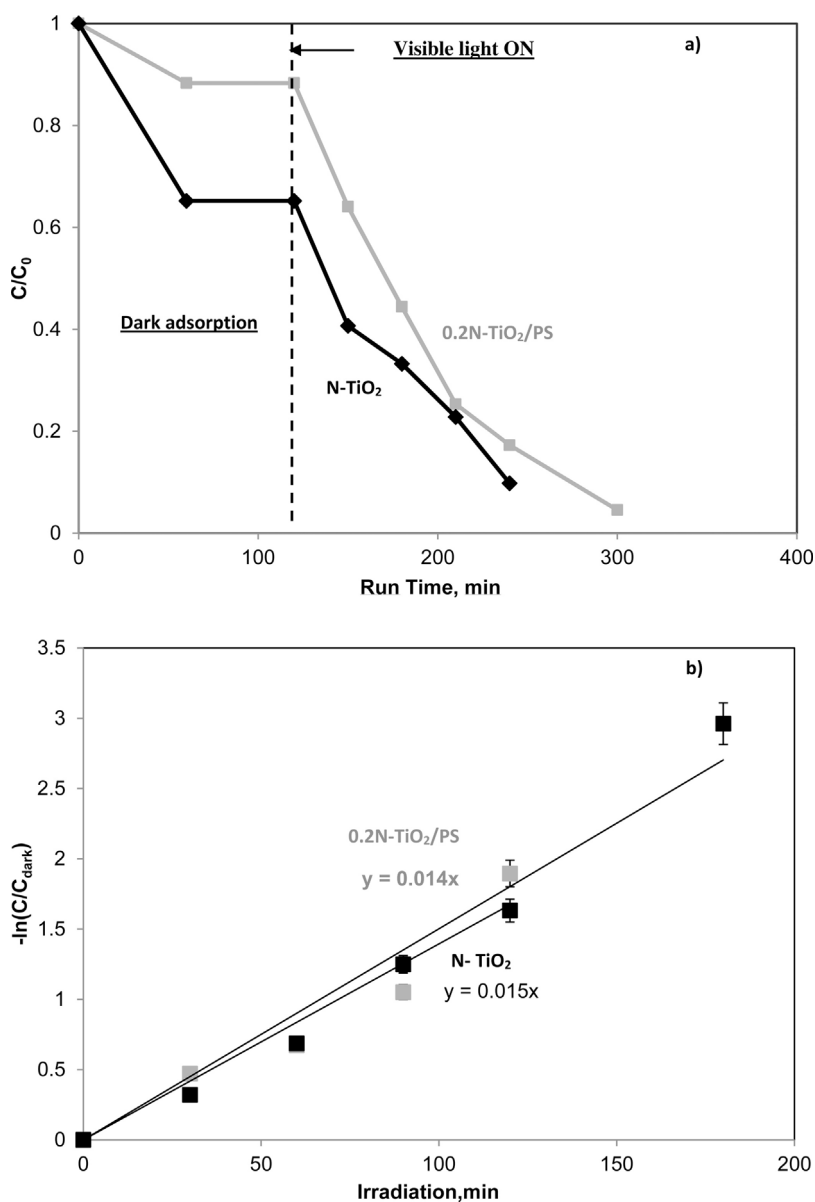 a)
Visible light ON
1
0.8
0.6
0.4
0.2
0
C/C₀
Dark adsorption
N-TiO₂
0.2N-TiO₂/PS
0 100 200 300 400
Run Time, min
b)
3.5
3
2.5
2
1.5
1
0.5
0
-ln(C/C_dark)
0.2N-TiO₂/PS
y = 0.014x
N- TiO₂
y = 0.015x
0 50 100 150 200
Irradiation,min